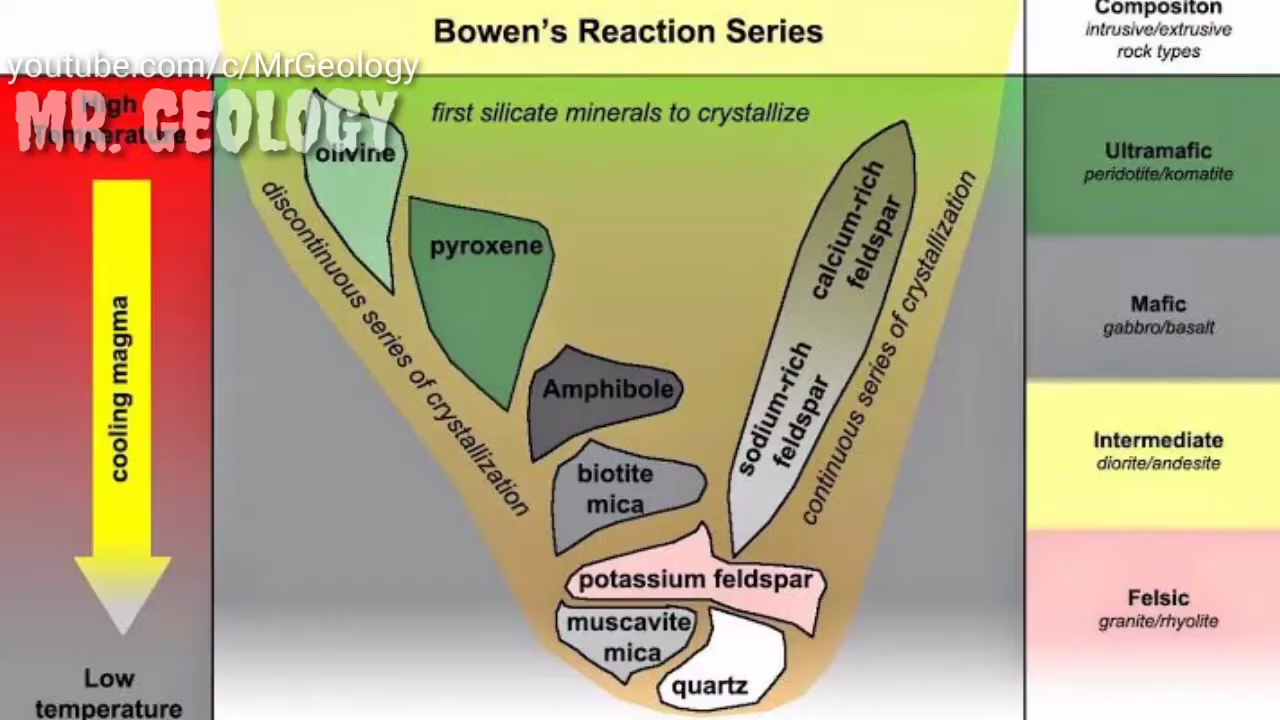 Bowen's Reaction Series
Compositon
intrusive/extrusive
rock types
youtube.com/c/MrGeology
MR. GEOLOGY
High
Temperature
cooling magma
Low
temperature
first silicate minerals to crystallize
olivine
pyroxene
Amphibole
biotite
mica
potassium feldspar
muscavite
mica
quartz
discontinuous series of crystallization
calcium-rich
feldspar
sodium-rich
feldspar
continuous series of crystallization
Ultramafic
peridotite/komatite
Mafic
gabbro/basalt
Intermediate
diorite/andesite
Felsic
granite/rhyolite